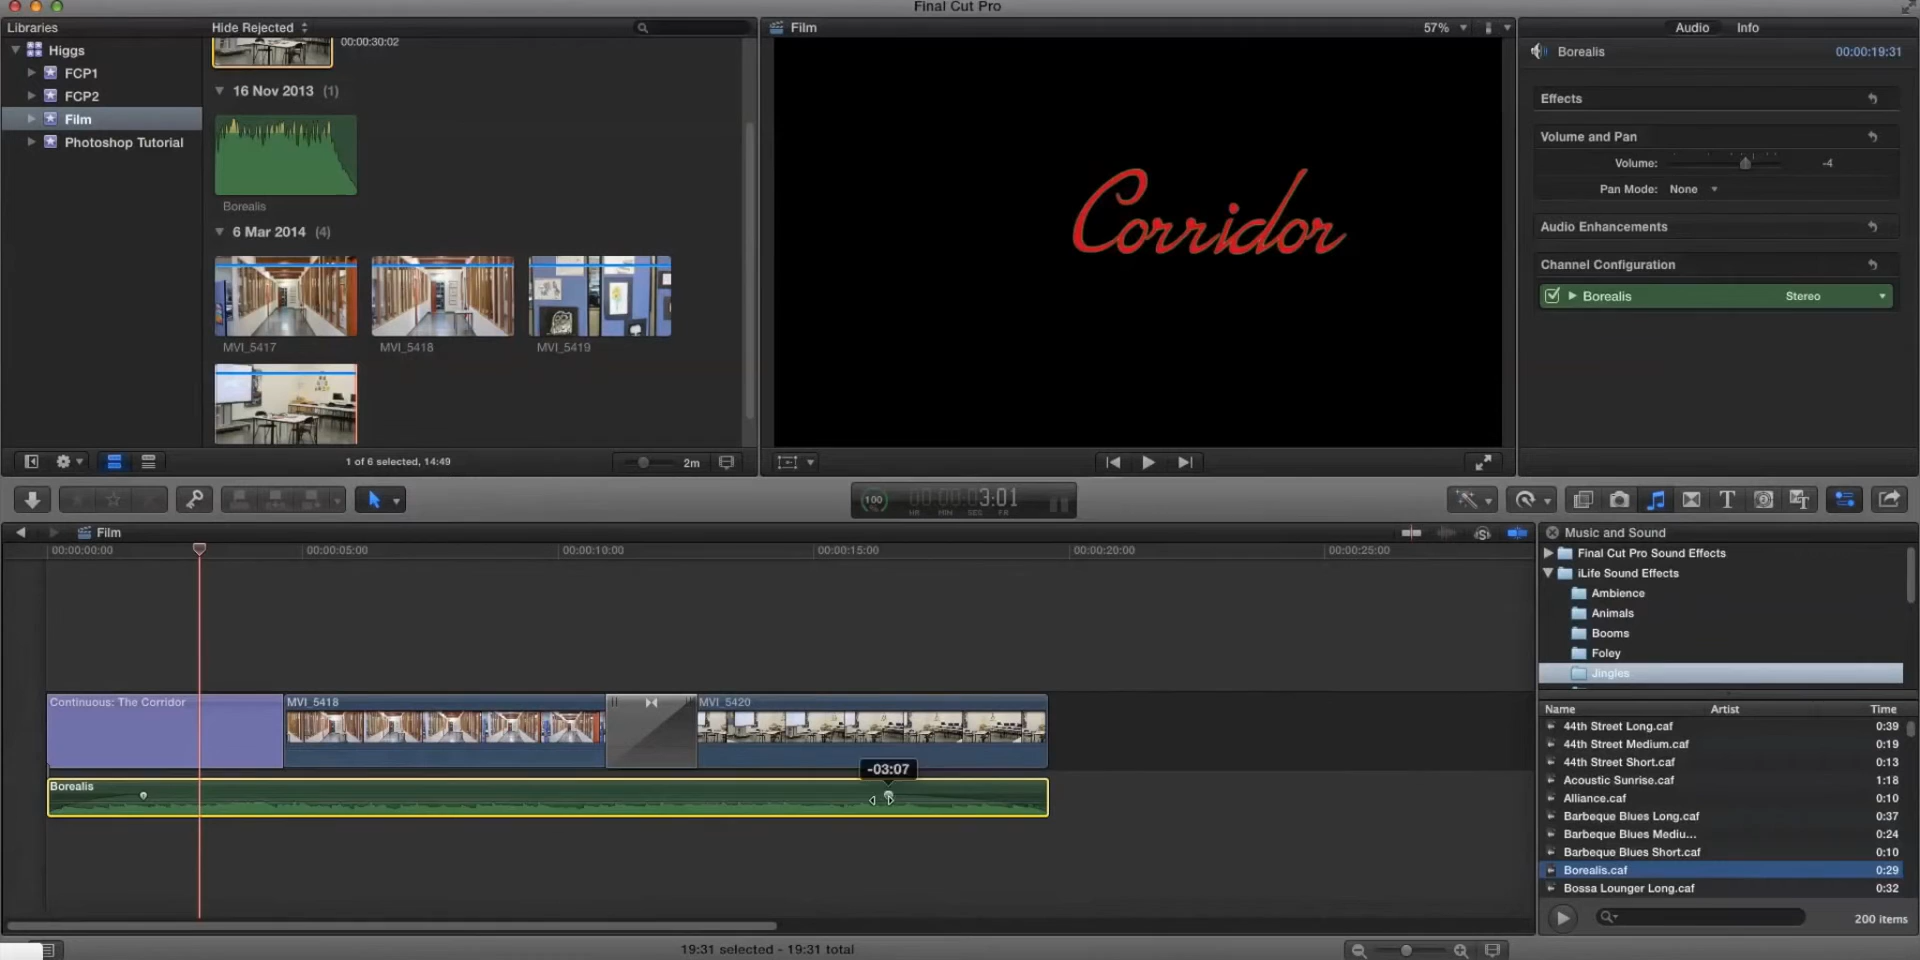 Final Cut Pro
Libraries
Hide Rejected
Film
57%
Audio
Info
Higgs
FCP1
FCP2
Film
Photoshop Tutorial
00:00:30:02
16 Nov 2013 (1)
Borealis
6 Mar 2014 (4)
MVI_5417
MVI_5418
MVI_5419
Corridor
Borealis
00:00:19:31
Effects
Volume and Pan
Volume:
-4
Pan Mode: None
Audio Enhancements
Channel Configuration
Borealis
Stereo
1 of 6 selected, 14:49
2m
100
00:00:03:01
HR MIN SEC FR
Film
00:00:00:00
00:00:05:00
00:00:10:00
00:00:15:00
00:00:20:00
00:00:25:00
Continuous: The Corridor
MVI_5418
MVI_5420
-03:07
Borealis
Music and Sound
Final Cut Pro Sound Effects
iLife Sound Effects
Ambience
Animals
Booms
Foley
Jingles
Name
Artist
Time
44th Street Long.caf 0:39
44th Street Medium.caf 0:19
44th Street Short.caf 0:13
Acoustic Sunrise.caf 1:18
Alliance.caf 0:10
Barbeque Blues Long.caf 0:37
Barbeque Blues Mediu... 0:24
Barbeque Blues Short.caf 0:10
Borealis.caf 0:29
Bossa Lounger Long.caf 0:32
200 items
19:31 selected - 19:31 total